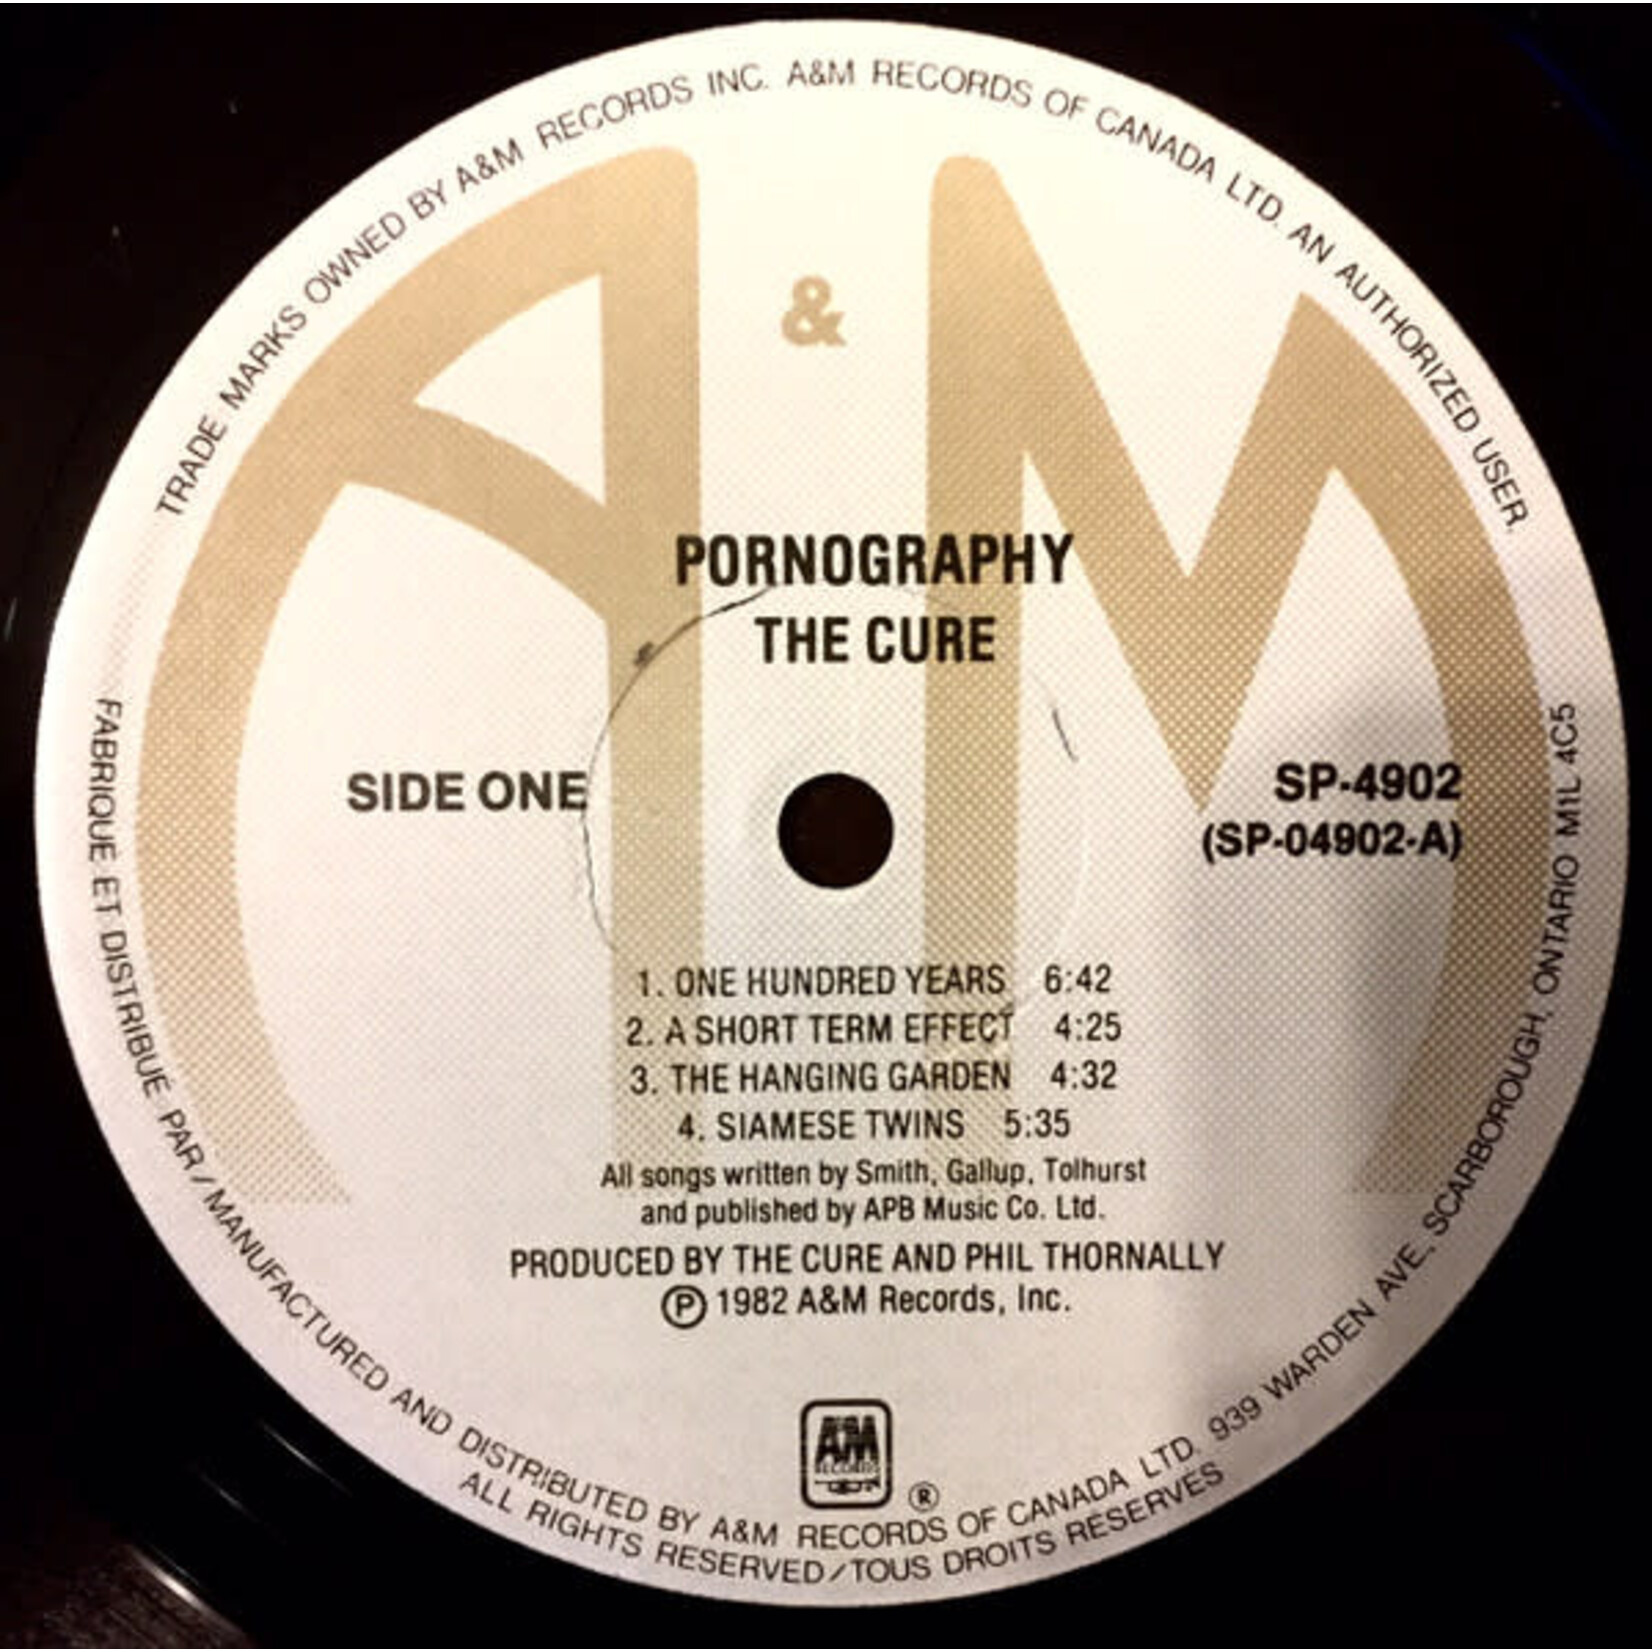 TRADE MARKS OWNED BY A&M RECORDS INC. A&M RECORDS OF CANADA LTD. AN AUTHORIZED USER.
&
PORNOGRAPHY
THE CURE
SIDE ONE
SP-4902
(SP-04902-A)
1. ONE HUNDRED YEARS 6:42
2. A SHORT TERM EFFECT 4:25
3. THE HANGING GARDEN 4:32
4. SIAMESE TWINS 5:35
All songs written by Smith, Gallup, Tolhurst
and published by APB Music Co. Ltd.
PRODUCED BY THE CURE AND PHIL THORNALLY
Ⓟ 1982 A&M Records, Inc.
A&M
RECORDS
®
FABRIQUE ET DISTRIBUÉ PAR/MANUFACTURED AND DISTRIBUTED BY A&M RECORDS OF CANADA LTD. 939 WARDEN AVE., SCARBOROUGH, ONTARIO M1L 4C5
ALL RIGHTS RESERVED/TOUS DROITS RESERVES